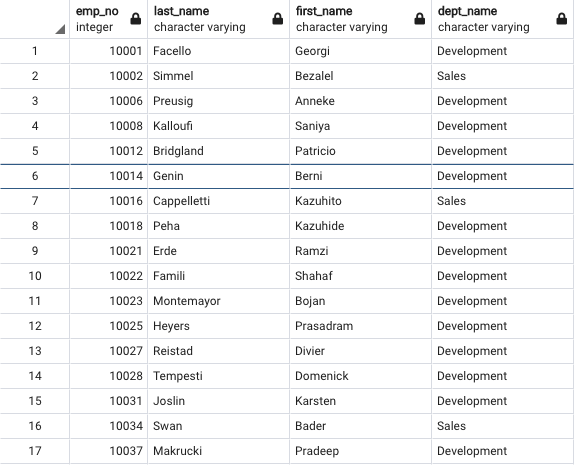 emp_no last_name first_name dept_name
integer character varying character varying character varying
1 10001 Facello Georgi Development
2 10002 Simmel Bezalel Sales
3 10006 Preusig Anneke Development
4 10008 Kalloufi Saniya Development
5 10012 Bridgland Patricio Development
6 10014 Genin Berni Development
7 10016 Cappelletti Kazuhito Sales
8 10018 Peha Kazuhide Development
9 10021 Erde Ramzi Development
10 10022 Famili Shahaf Development
11 10023 Montemayor Bojan Development
12 10025 Heyers Prasadram Development
13 10027 Reistad Divier Development
14 10028 Tempesti Domenick Development
15 10031 Joslin Karsten Development
16 10034 Swan Bader Sales
17 10037 Makrucki Pradeep Development